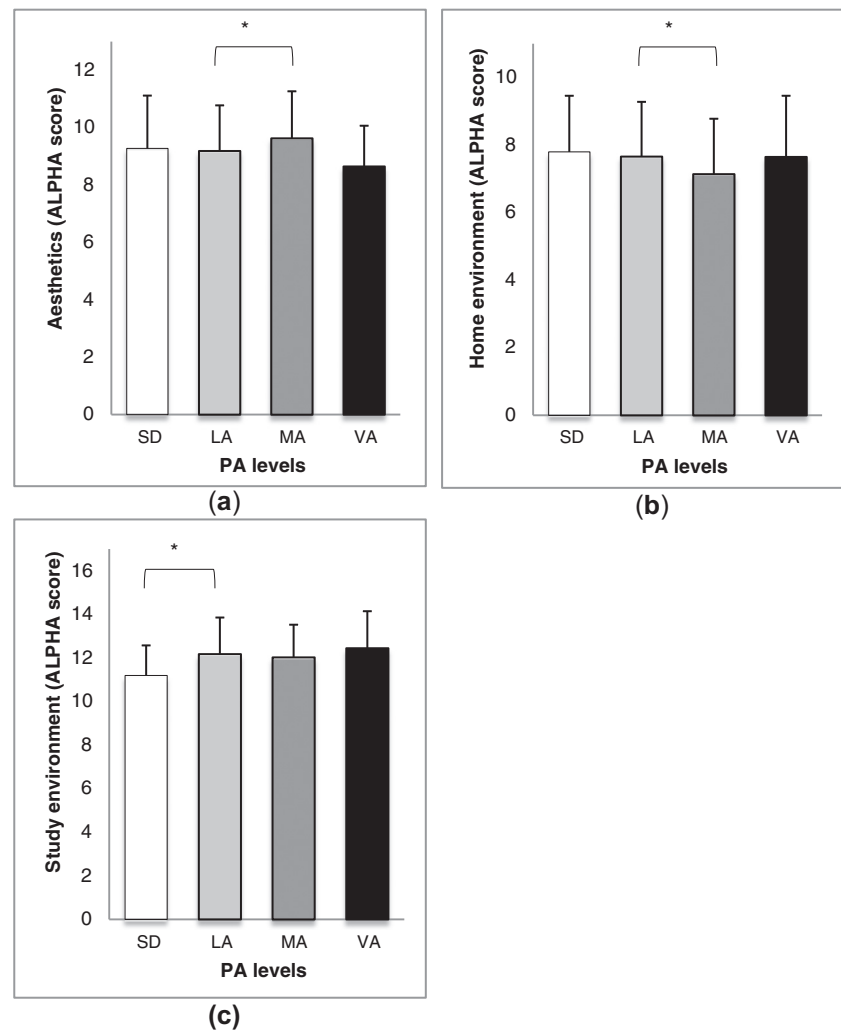 *
Aesthetics (ALPHA score)
12
10
8
6
4
2
0
SD LA MA VA
PA levels
(a)
*
Home environment (ALPHA score)
10
8
6
4
2
0
SD LA MA VA
PA levels
(b)
*
Study environment (ALPHA score)
16
14
12
10
8
6
4
2
0
SD LA MA VA
PA levels
(c)